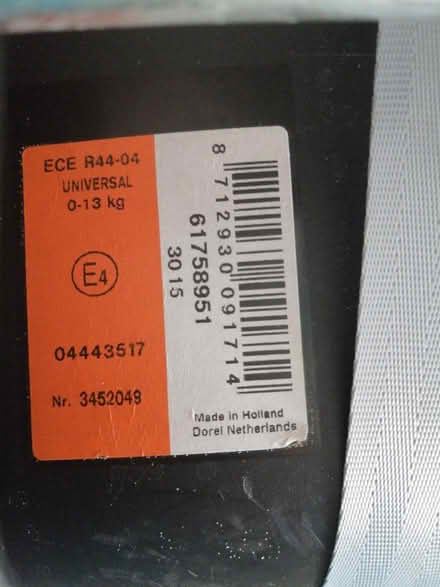 ECE R44-04
UNIVERSAL
0-13 kg
E4
04443517
Nr. 3452049
8 712930 091714
61758951
3015
Made in Holland
Dorel Netherlands